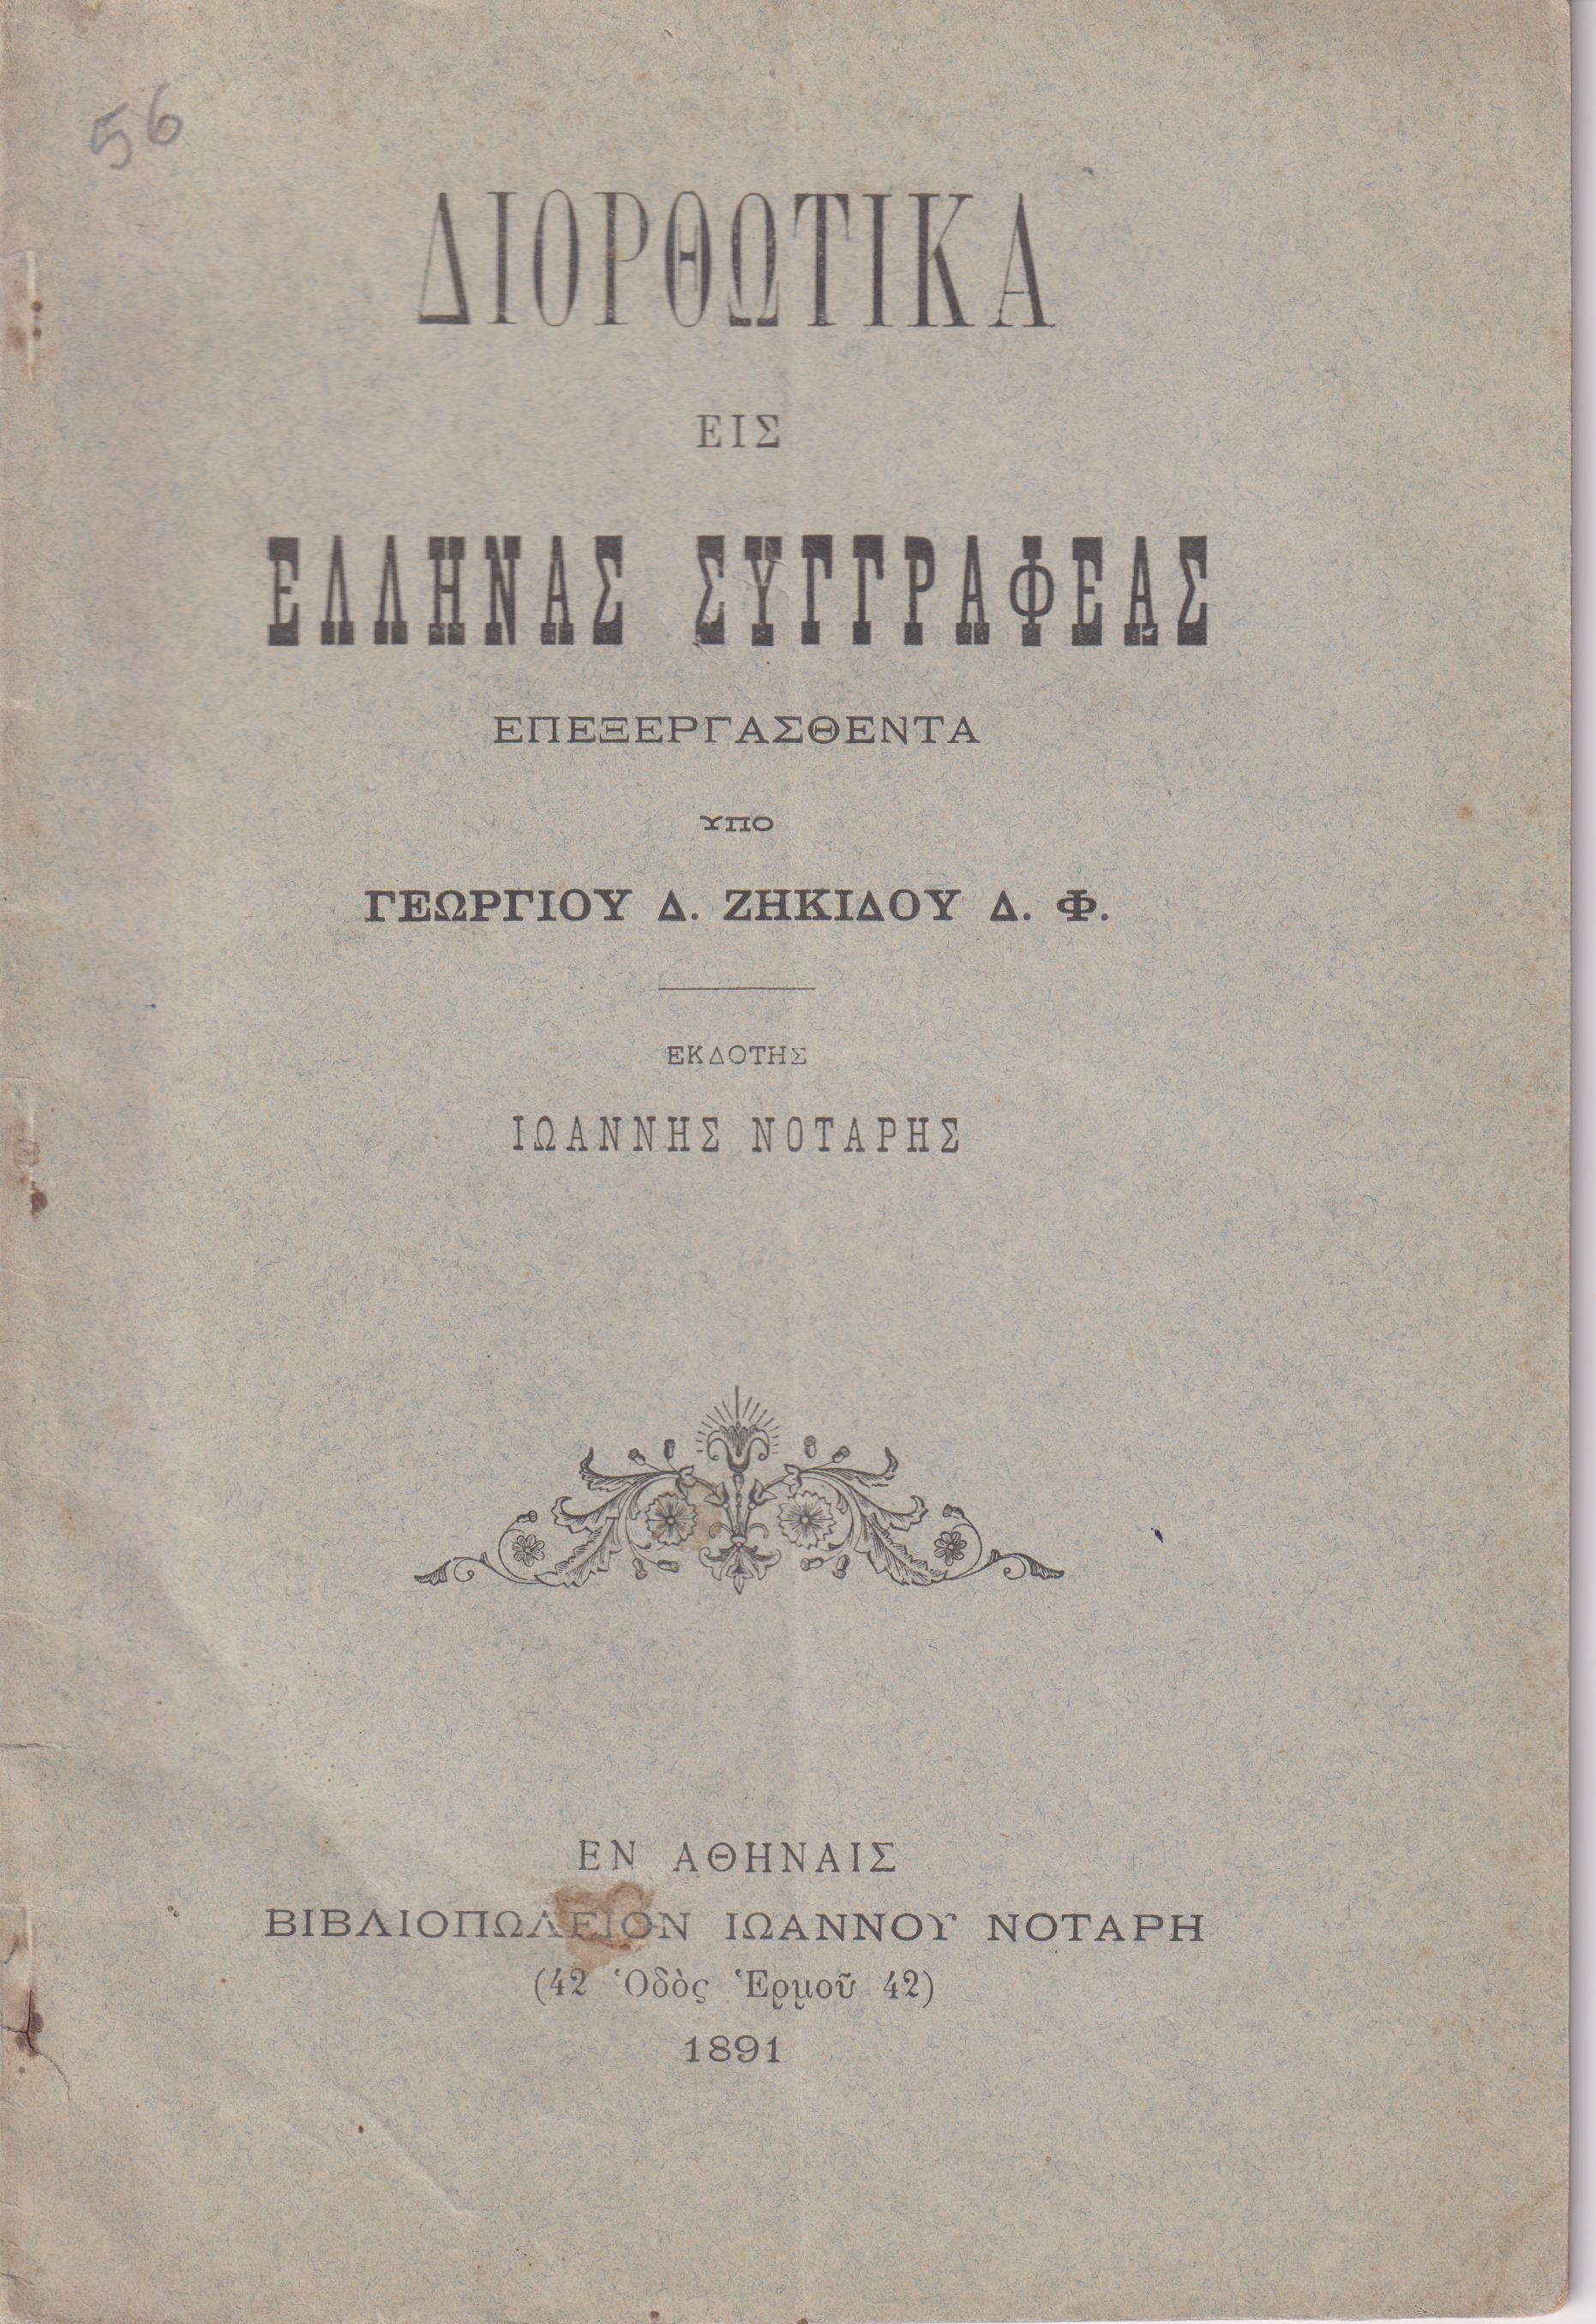 56
ΔΙΟΡΘΩΤΙΚΑ
ΕΙΣ
ΕΛΛΗΝΑΣ ΣΥΓΓΡΑΦΕΑΣ
ΕΠΕΞΕΡΓΑΣΘΕΝΤΑ
ΥΠΟ
ΓΕΩΡΓΙΟΥ Δ. ΖΗΚΙΔΟΥ Δ. Φ.
ΕΚΔΟΤΗΣ
ΙΩΑΝΝΗΣ ΝΟΤΑΡΗΣ
ΕΝ ΑΘΗΝΑΙΣ
ΒΙΒΛΙΟΠΩΛΕΙΟΝ ΙΩΑΝΝΟΥ ΝΟΤΑΡΗ
(42 Ὁδὸς Ἑρμοῦ 42)
1891